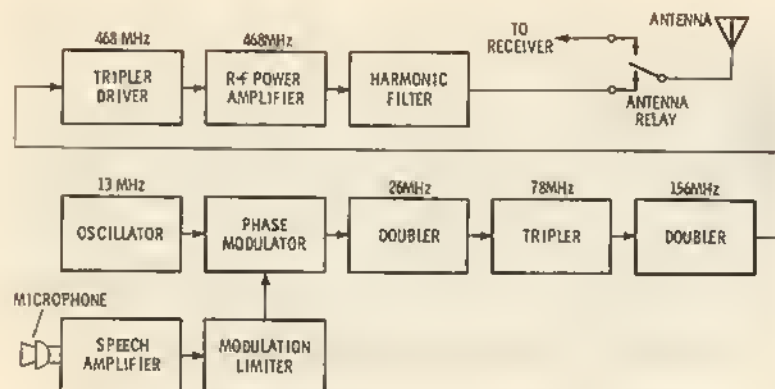 TO
RECEIVER
ANTENNA
468 MHz
TRIPLER
DRIVER
468MHz
R-F POWER
AMPLIFIER
HARMONIC
FILTER
ANTENNA
RELAY
13 MHz
OSCILLATOR
PHASE
MODULATOR
26MHz
DOUBLER
78MHz
TRIPLER
156MHz
DOUBLER
MICROPHONE
SPEECH
AMPLIFIER
MODULATION
LIMITER